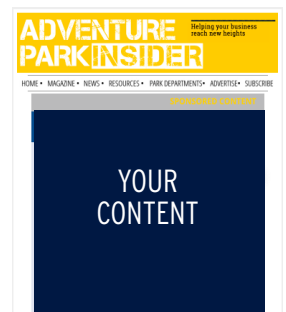 ADVENTURE
PARK INSIDER
Helping your business
reach new heights
HOME • MAGAZINE • NEWS • RESOURCES • PARK DEPARTMENTS• ADVERTISE• SUBSCRIBE
SPONSORED CONTENT
YOUR
CONTENT